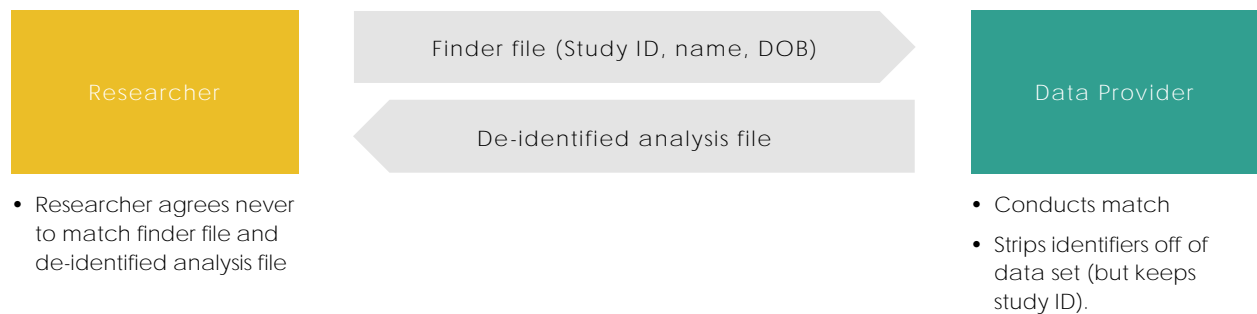 Researcher
Finder file (Study ID, name, DOB)
De-identified analysis file
Data Provider
• Researcher agrees never
to match finder file and
de-identified analysis file
• Conducts match
• Strips identifiers off of
data set (but keeps
study ID).